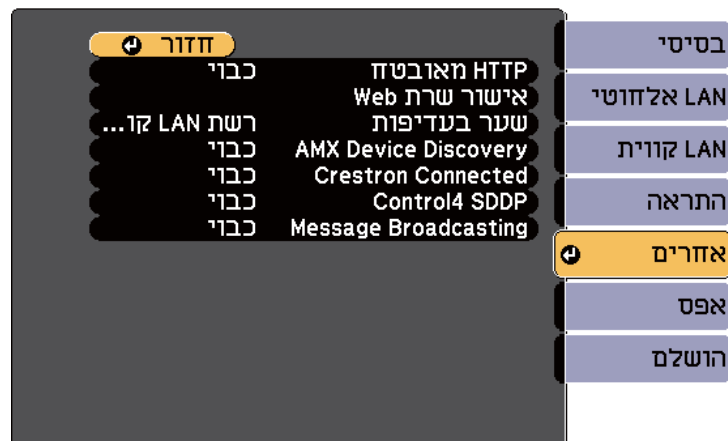 חזור
HTTP מאובטח כבוי
אישור שרת Web
שער בעדיפות רשת LAN קו...
AMX Device Discovery כבוי
Crestron Connected כבוי
Control4 SDDP כבוי
Message Broadcasting כבוי
בסיסי
LAN אלחוטי
LAN קווית
התראה
אחרים
אפס
הושלם